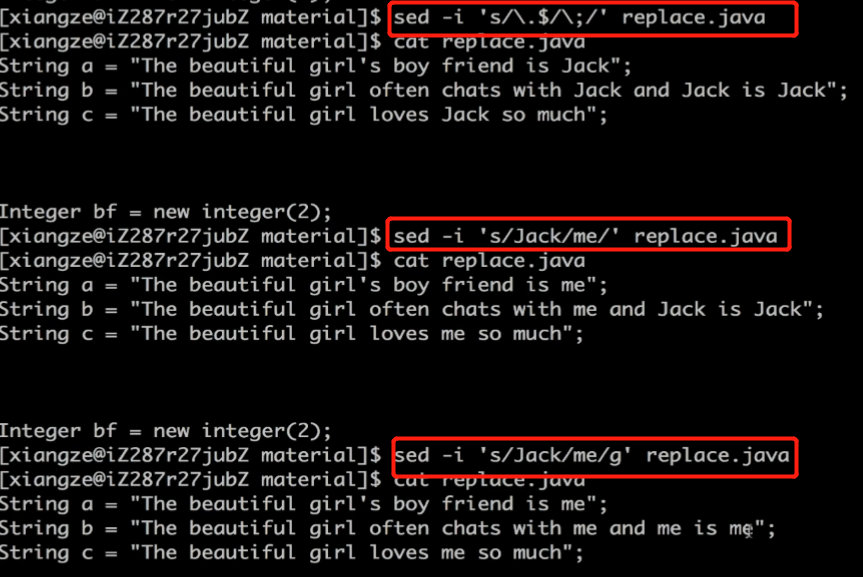 [xiangze@iZ287r27jubZ material]$ sed -i 's/\.$/\;/' replace.java
[xiangze@iZ287r27jubZ material]$ cat replace.java
String a = "The beautiful girl's boy friend is Jack";
String b = "The beautiful girl often chats with Jack and Jack is Jack";
String c = "The beautiful girl loves Jack so much";
Integer bf = new integer(2);
[xiangze@iZ287r27jubZ material]$ sed -i 's/Jack/me/' replace.java
[xiangze@iZ287r27jubZ material]$ cat replace.java
String a = "The beautiful girl's boy friend is me";
String b = "The beautiful girl often chats with me and Jack is Jack";
String c = "The beautiful girl loves me so much";
Integer bf = new integer(2);
[xiangze@iZ287r27jubZ material]$ sed -i 's/Jack/me/g' replace.java
[xiangze@iZ287r27jubZ material]$ cat replace.java
String a = "The beautiful girl's boy friend is me";
String b = "The beautiful girl often chats with me and me is me";
String c = "The beautiful girl loves me so much";